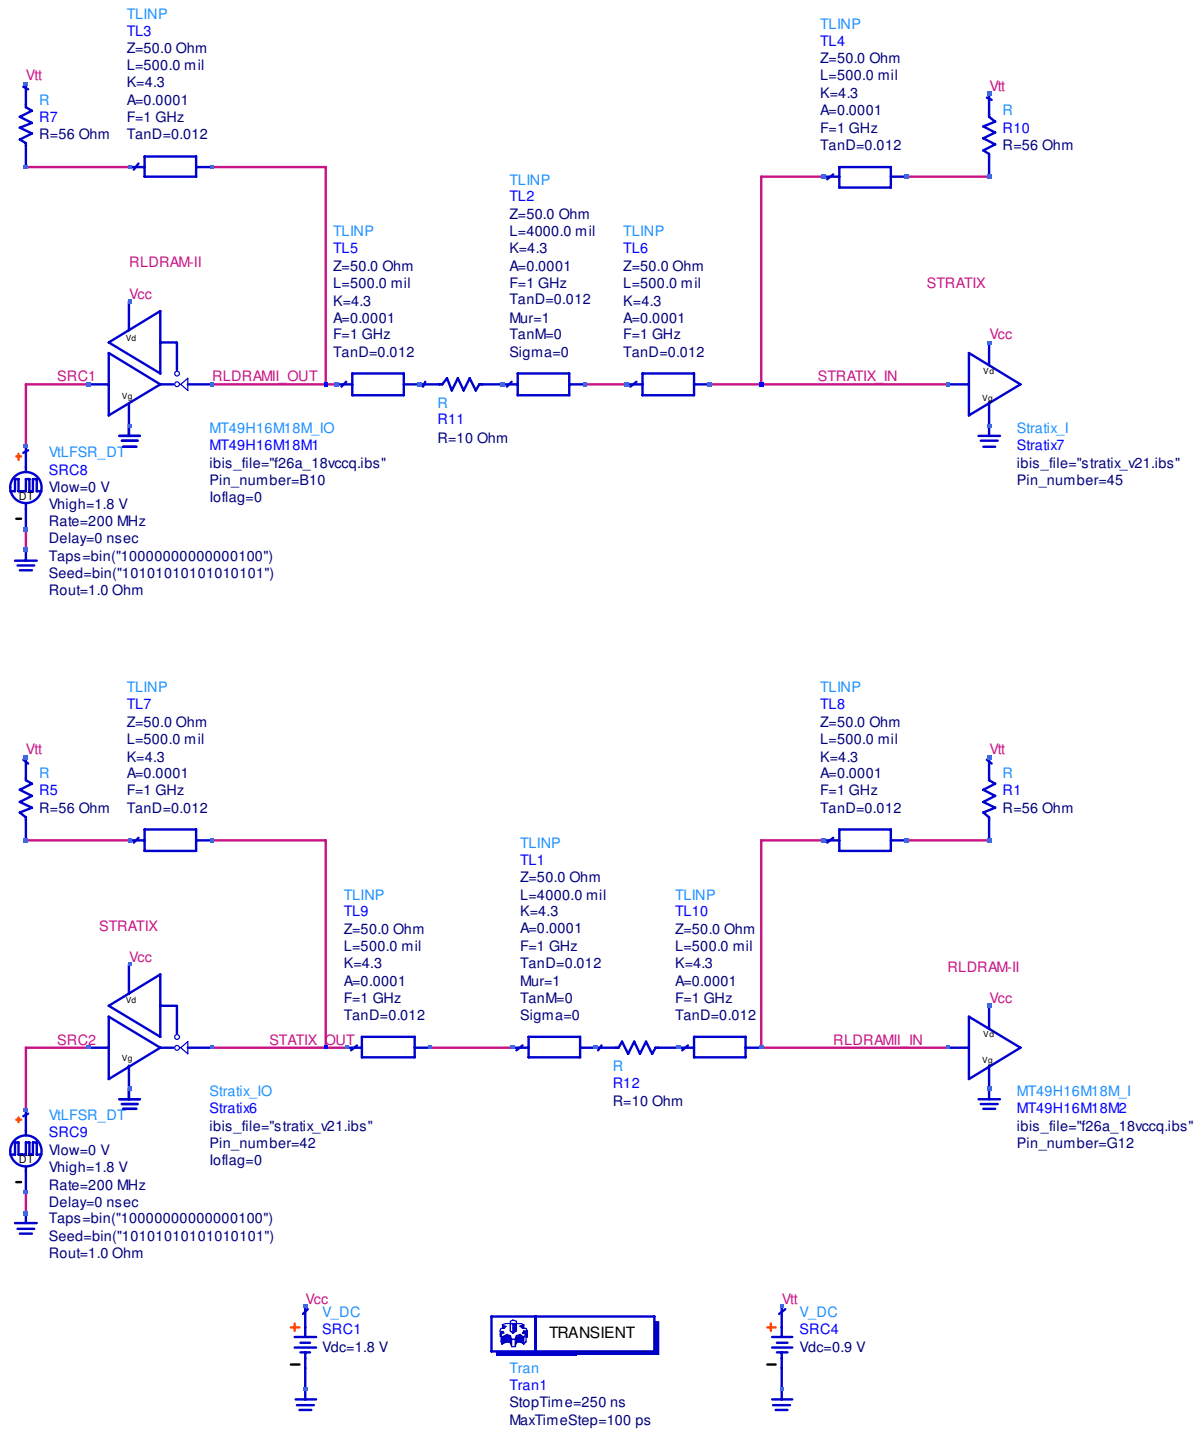 TLINP
TL3
Z=50.0 Ohm
L=500.0 mil
K=4.3
A=0.0001
F=1 GHz
TanD=0.012
Vtt
R
R7
R=56 Ohm
TLINP
TL4
Z=50.0 Ohm
L=500.0 mil
K=4.3
A=0.0001
F=1 GHz
TanD=0.012
Vtt
R
R10
R=56 Ohm
TLINP
TL2
Z=50.0 Ohm
L=4000.0 mil
K=4.3
A=0.0001
F=1 GHz
TanD=0.012
Mur=1
TanM=0
Sigma=0
TLINP
TL5
Z=50.0 Ohm
L=500.0 mil
K=4.3
A=0.0001
F=1 GHz
TanD=0.012
TLINP
TL6
Z=50.0 Ohm
L=500.0 mil
K=4.3
A=0.0001
F=1 GHz
TanD=0.012
RLDRAM-II
Vcc
Vd
Vg
SRC1
RLDRAMII_OUT
R
R11
R=10 Ohm
STRATIX
Vcc
Vd
Vg
STRATIX_IN
MT49H16M18M_IO
MT49H16M18M1
ibis_file="f26a_18vccq.ibs"
Pin_number=B10
Ioflag=0
Stratix_I
Stratix7
ibis_file="stratix_v21.ibs"
Pin_number=45
VtLFSR_DT
SRC8
Vlow=0 V
Vhigh=1.8 V
Rate=200 MHz
Delay=0 nsec
Taps=bin("10000000000000100")
Seed=bin("10101010101010101")
Rout=1.0 Ohm
DT
TLINP
TL7
Z=50.0 Ohm
L=500.0 mil
K=4.3
A=0.0001
F=1 GHz
TanD=0.012
Vtt
R
R5
R=56 Ohm
TLINP
TL8
Z=50.0 Ohm
L=500.0 mil
K=4.3
A=0.0001
F=1 GHz
TanD=0.012
Vtt
R
R1
R=56 Ohm
TLINP
TL1
Z=50.0 Ohm
L=4000.0 mil
K=4.3
A=0.0001
F=1 GHz
TanD=0.012
Mur=1
TanM=0
Sigma=0
TLINP
TL9
Z=50.0 Ohm
L=500.0 mil
K=4.3
A=0.0001
F=1 GHz
TanD=0.012
TLINP
TL10
Z=50.0 Ohm
L=500.0 mil
K=4.3
A=0.0001
F=1 GHz
TanD=0.012
STRATIX
Vcc
Vd
Vg
SRC2
STATIX_OUT
R
R12
R=10 Ohm
RLDRAM-II
Vcc
Vd
Vg
RLDRAMII_IN
Stratix_IO
Stratix6
ibis_file="stratix_v21.ibs"
Pin_number=42
Ioflag=0
MT49H16M18M_I
MT49H16M18M2
ibis_file="f26a_18vccq.ibs"
Pin_number=G12
VtLFSR_DT
SRC9
Vlow=0 V
Vhigh=1.8 V
Rate=200 MHz
Delay=0 nsec
Taps=bin("10000000000000100")
Seed=bin("10101010101010101")
Rout=1.0 Ohm
DT
Vcc
V_DC
SRC1
Vdc=1.8 V
TRANSIENT
Tran
Tran1
StopTime=250 ns
MaxTimeStep=100 ps
Vtt
V_DC
SRC4
Vdc=0.9 V